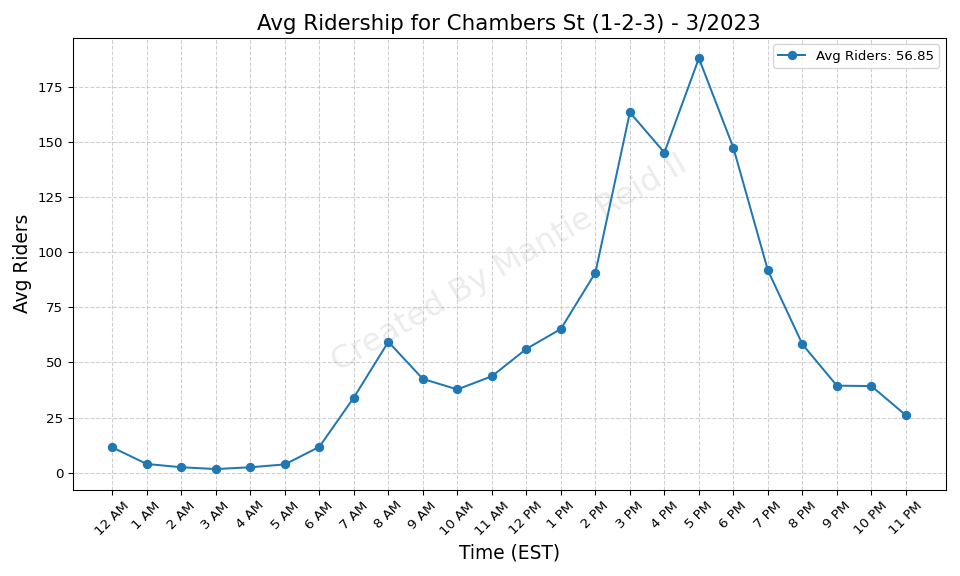 Avg Ridership for Chambers St (1-2-3) - 3/2023
Avg Riders: 56.85
Avg Riders
175
150
125
100
75
50
25
0
Created By Mantle Reid II
12 AM
1 AM
2 AM
3 AM
4 AM
5 AM
6 AM
7 AM
8 AM
9 AM
10 AM
11 AM
12 PM
1 PM
2 PM
3 PM
4 PM
5 PM
6 PM
7 PM
8 PM
9 PM
10 PM
11 PM
Time (EST)